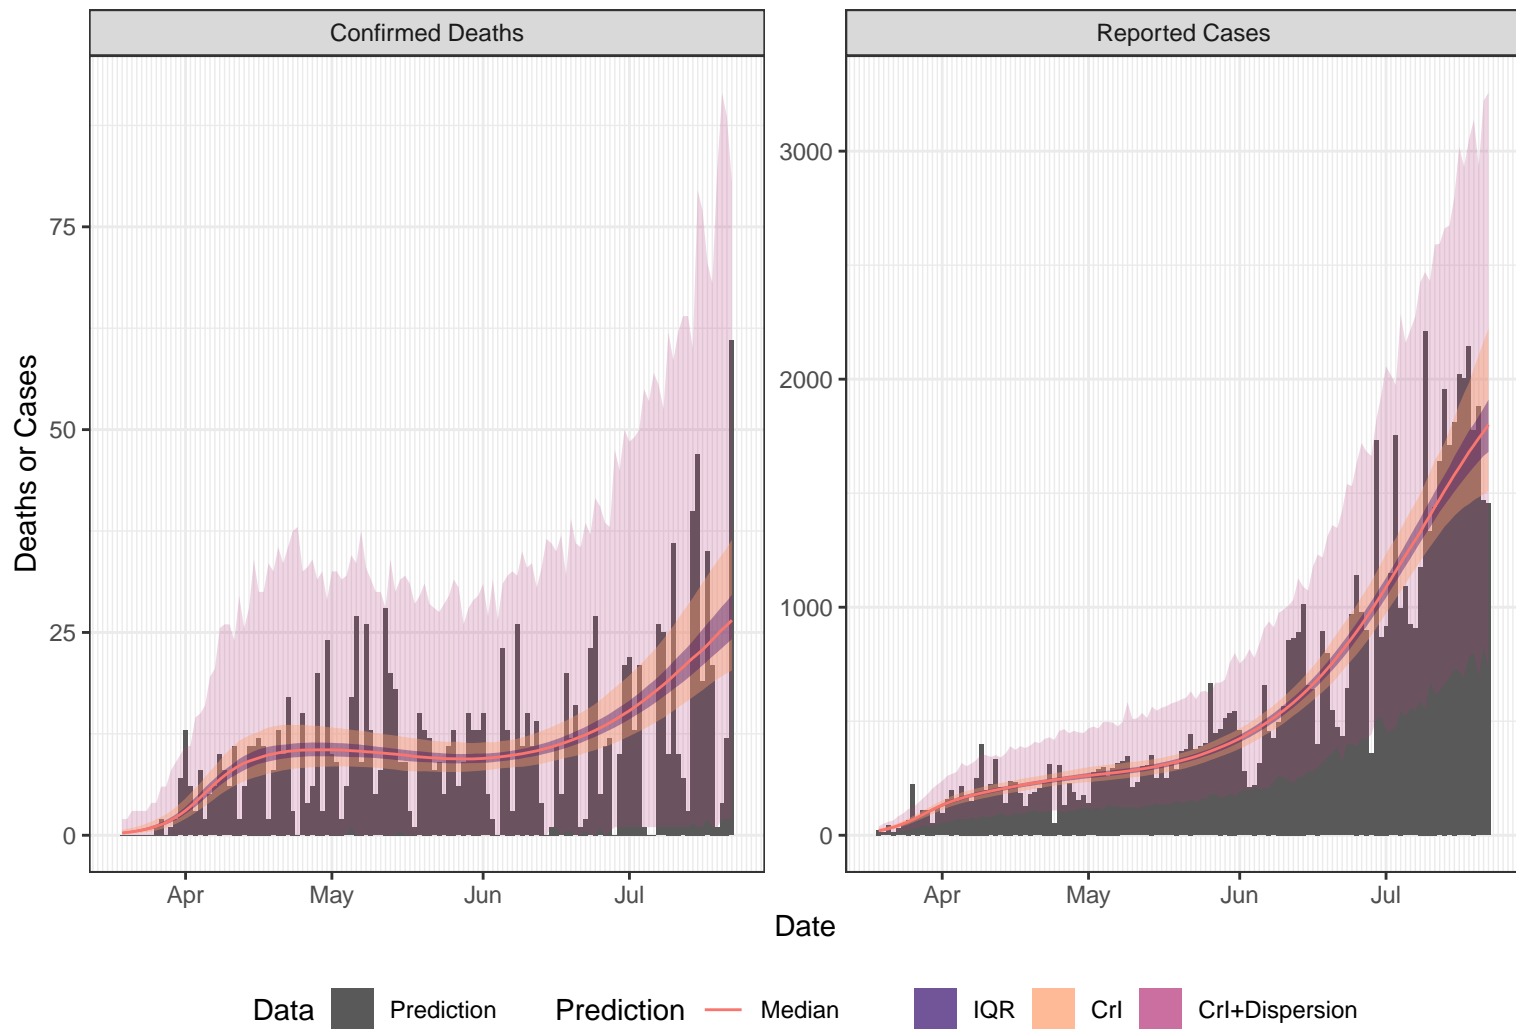 Confirmed Deaths
Reported Cases
Deaths or Cases
75
50
25
0
3000
2000
1000
0
Apr May Jun Jul
Apr May Jun Jul
Date
Data Prediction Prediction Median IQR CrI CrI+Dispersion